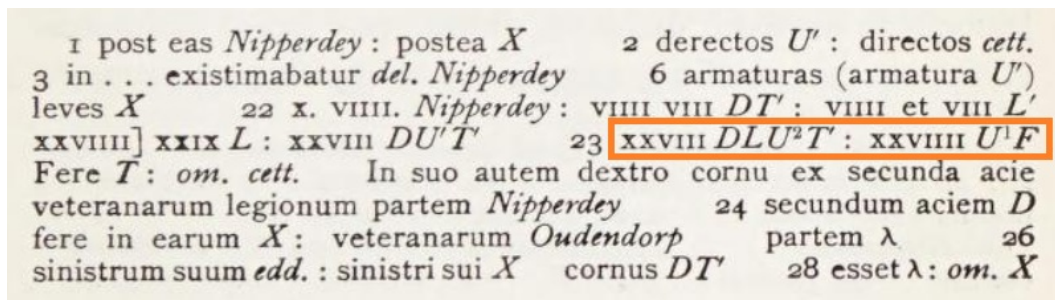 1 post eas Nipperdey : postea X 2 derectos U′ : directos cett.
3 in . . . existimabatur del. Nipperdey 6 armaturas (armatura U′)
leves X 22 x. viiii. Nipperdey : viiii viii DT′ : viiii et viii L′
xxviiii] xxix L : xxviii DU′T′ 23 xxviii DLU²T′ : xxviiii U¹F
Fere T : om. cett. In suo autem dextro cornu ex secunda acie
veteranarum legionum partem Nipperdey 24 secundum aciem D
fere in earum X : veteranarum Oudendorp partem λ 26
sinistrum suum edd. : sinistri sui X cornus DT′ 28 esset λ : om. X